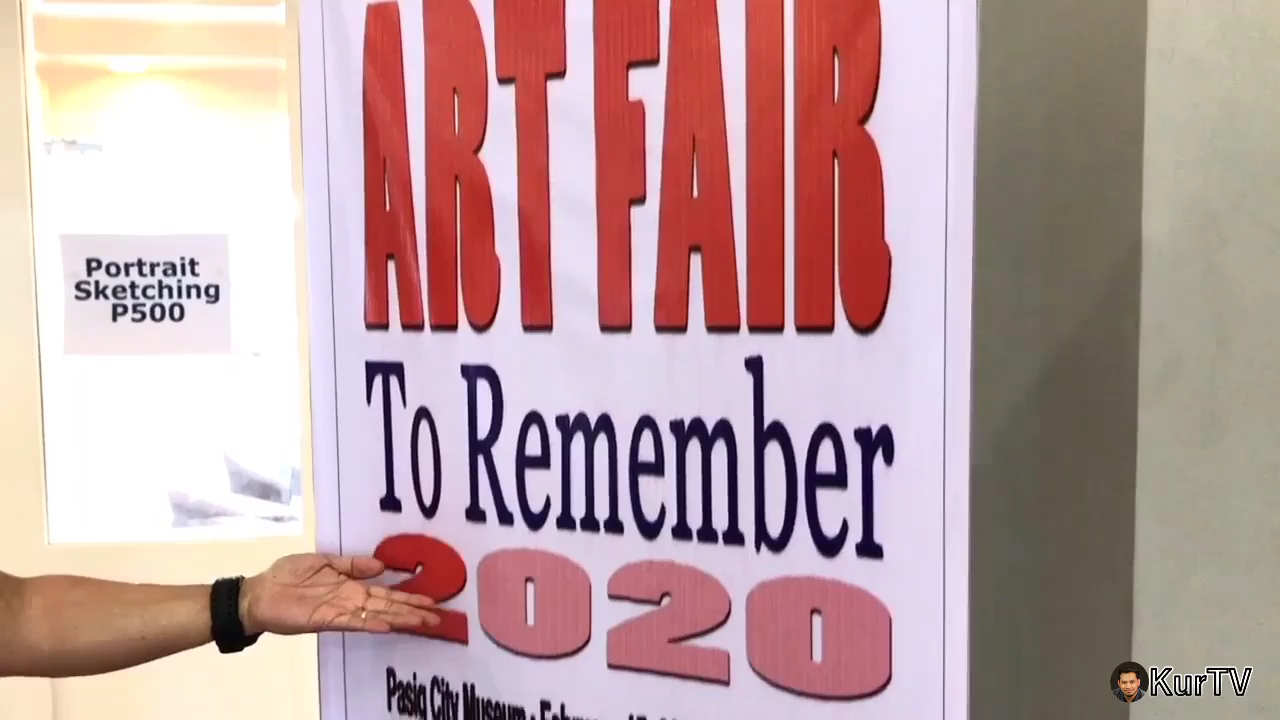 ART FAIR
To Remember
2020
Pasig City Museum
Portrait
Sketching
P500
KurTV